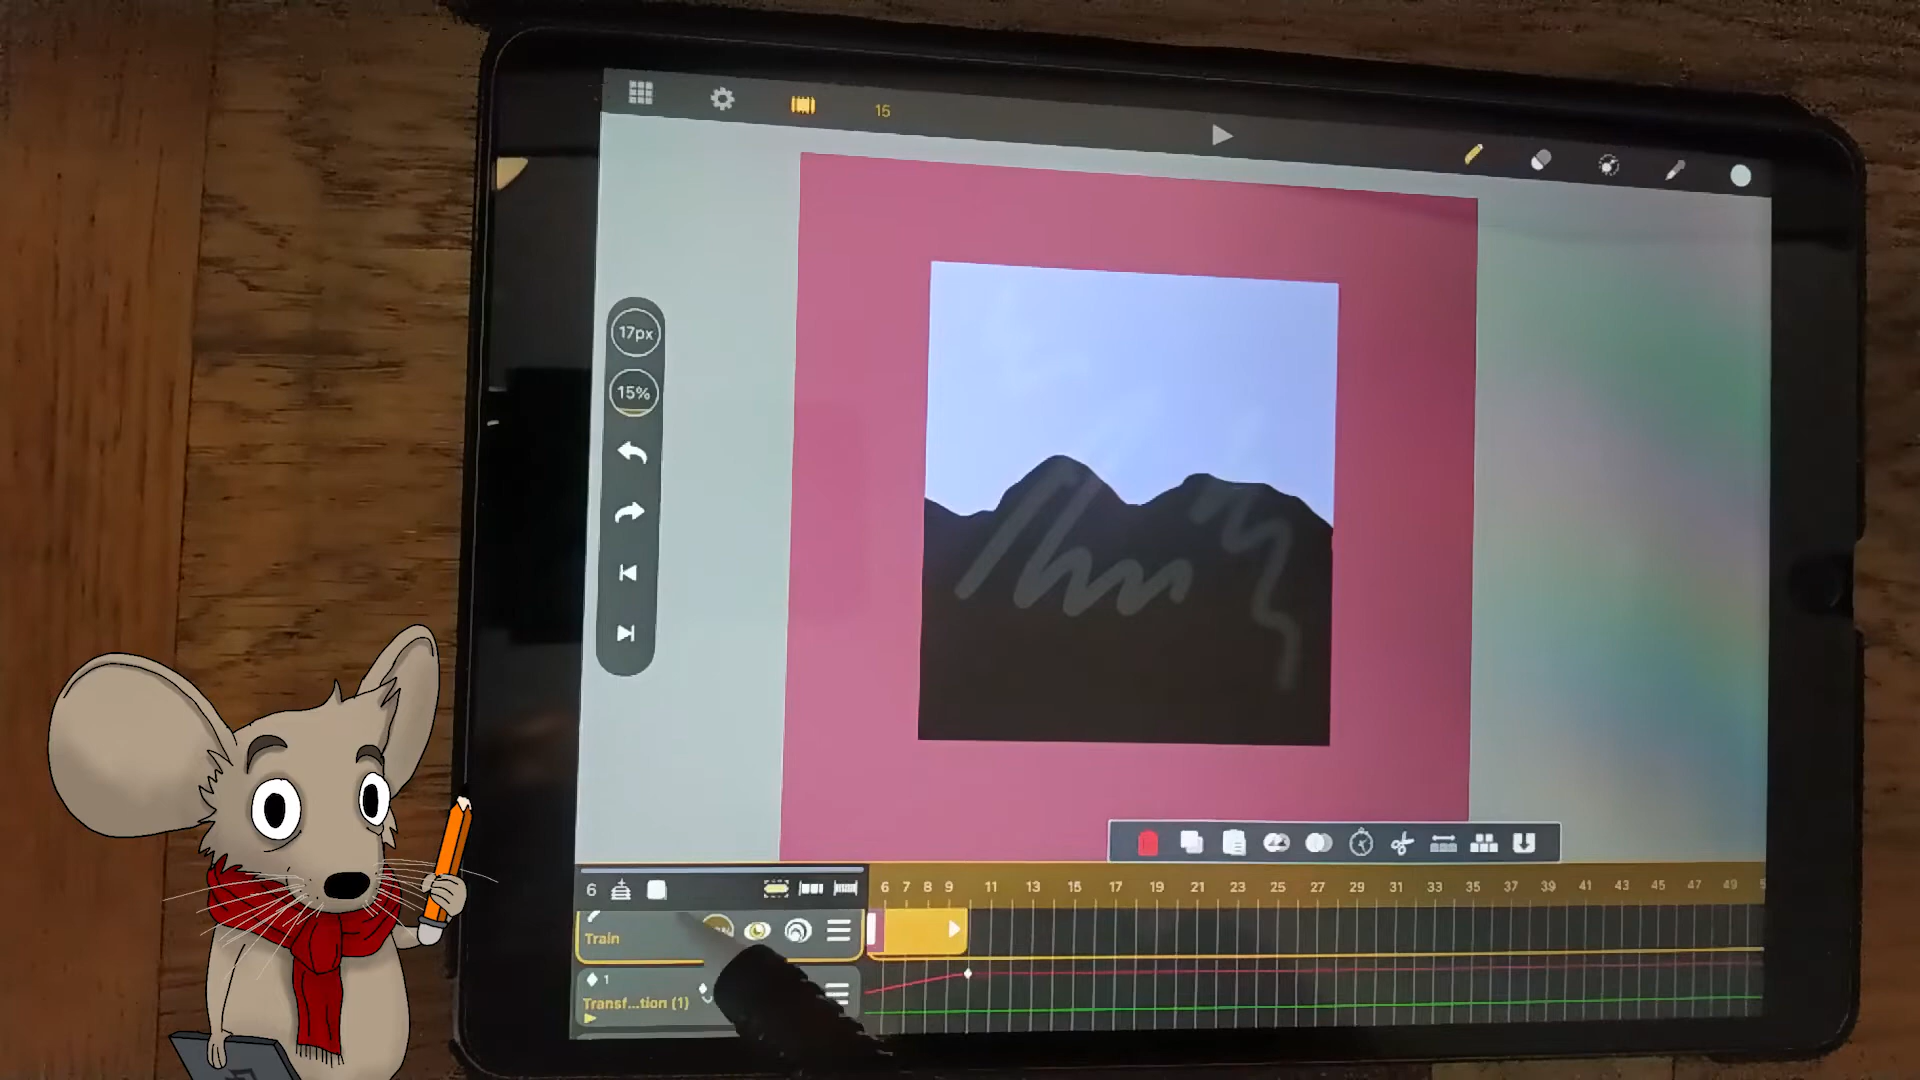 15
17px
15%
6
6 7 8 9 11 13 15 17 19 21 23 25 27 29 31 33 35 37 39 41 43 45 47 49
Train
1
Transf...tion (1)